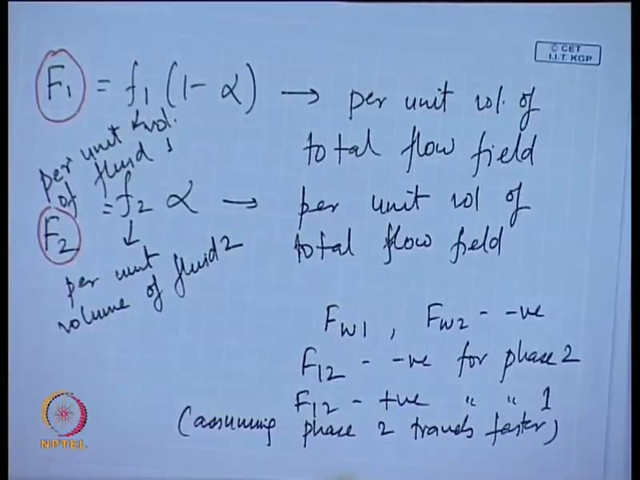 © CET
I.I.T. KGP
F₁ = f₁ (1 - α) → per unit vol. of
total flow field
per unit vol.
of fluid 1
F₂ = f₂ α → per unit vol of
total flow field
per unit
volume of fluid 2
F_W1 , F_W2 - -ve
F₁₂ - -ve for phase 2
F₁₂ - +ve " " 1
(assuming phase 2 travels faster)
NPTEL